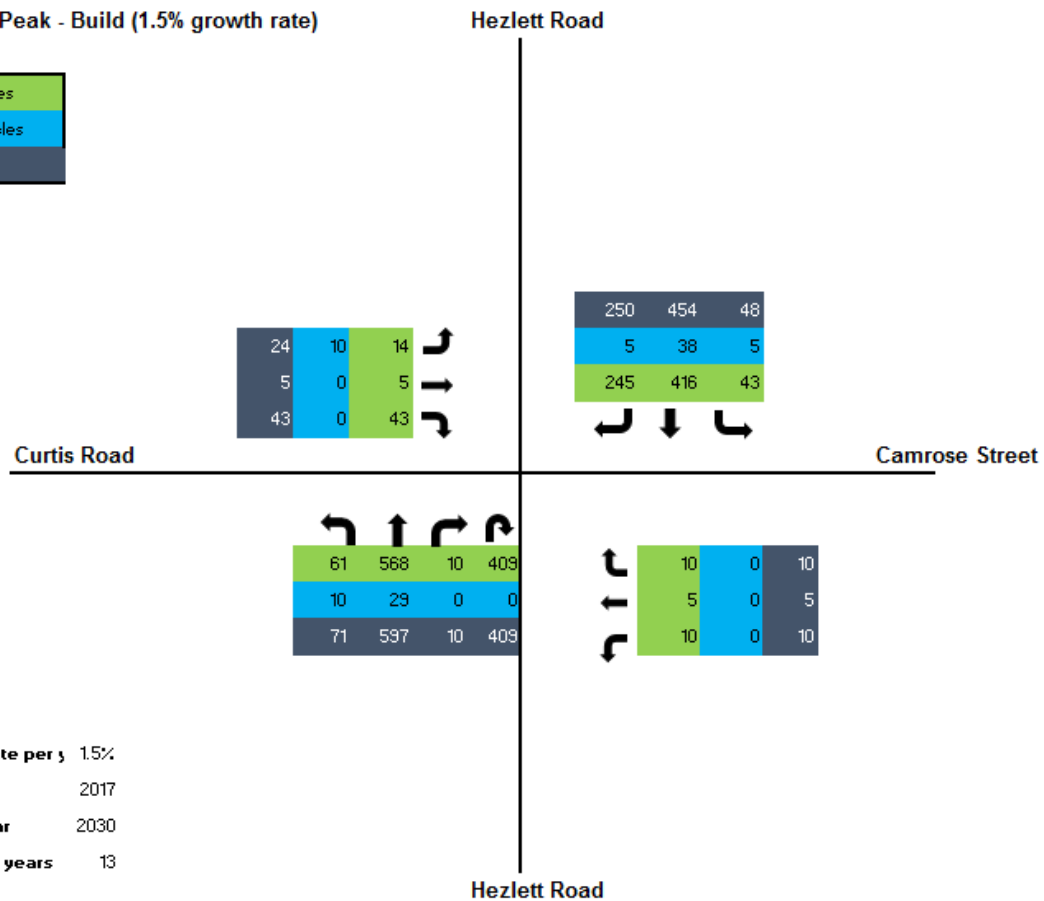 Peak - Build (1.5% growth rate)
Hezlett Road
es
les
250 454 48
5 38 5
245 416 43
24 10 14
5 0 5
43 0 43
Curtis Road
Camrose Street
61 568 10 409
10 29 0 0
71 597 10 409
10 0 10
5 0 5
10 0 10
te per y 1.5%
2017
ar 2030
years 13
Hezlett Road